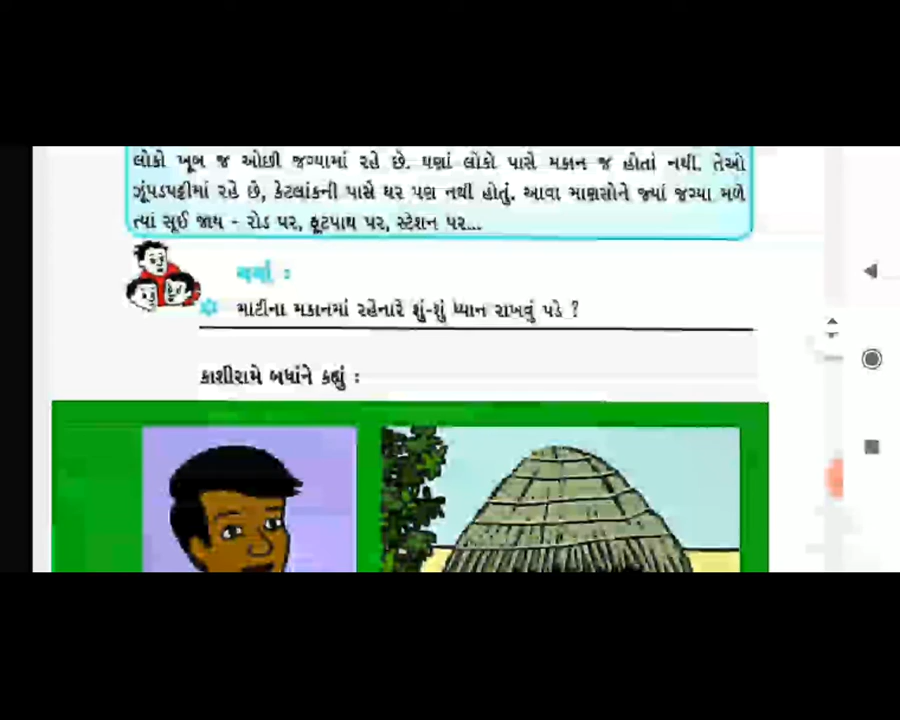 લોકો ખૂબ જ ઓછી જગ્યામાં રહે છે. ઘણાં લોકો પાસે મકાન જ હોતાં નથી. તેઓ
ઝૂંપડપટ્ટીમાં રહે છે, કેટલાંકની પાસે ઘર પણ નથી હોતું. આવા માણસોને જ્યાં જગ્યા મળે
ત્યાં સૂઈ જાય - રોડ પર, ફૂટપાથ પર, સ્ટેશન પર...
ચર્ચા :
માટીના મકાનમાં રહેનારે શું-શું ધ્યાન રાખવું પડે ?
કાશીરામે બધાંને કહ્યું :